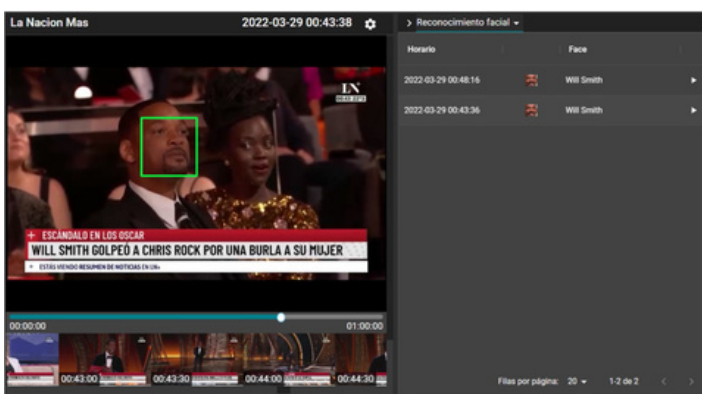 La Nacion Mas
2022-03-29 00:43:38
Reconocimiento facial
Horario
Face
2022-03-29 00:48:16
Will Smith
2022-03-29 00:43:36
Will Smith
LN+
ESCÁNDALO EN LOS OSCAR
WILL SMITH GOLPEÓ A CHRIS ROCK POR UNA BURLA A SU MUJER
ESTÁS VIENDO RESUMEN DE NOTICIAS EN LN+
00:00:00
01:00:00
00:43:00
00:43:30
00:44:00
00:44:30
Filas por página: 20
1-2 de 2